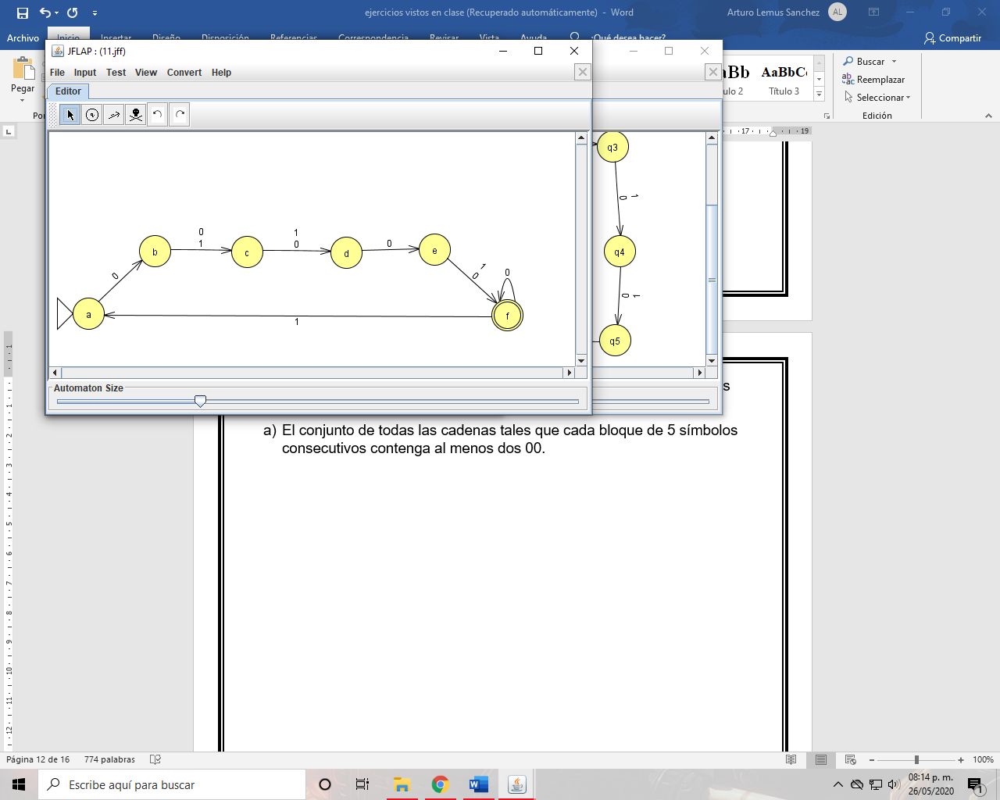 ejercicios vistos en clase (Recuperado automáticamente) - Word
Arturo Lemus Sanchez
AL
Archivo
Inicio
Insertar
Diseño
Disposición
Referencias
Correspondencia
Revisar
Vista
Ayuda
¿Qué desea hacer?
Compartir
Pegar
JFLAP : (11.jff)
File Input Test View Convert Help
Editor
Título 3
AaBbCc
Buscar
Reemplazar
Seleccionar
Edición
17
19
q3
1
0
q4
1
0
q5
0
1
1
0
0
b
c
d
e
0
1
0
0
a
f
1
Automaton Size
a) El conjunto de todas las cadenas tales que cada bloque de 5 símbolos
consecutivos contenga al menos dos 00.
Página 12 de 16
774 palabras
100%
Escribe aquí para buscar
08:14 p. m.
26/05/2020
1